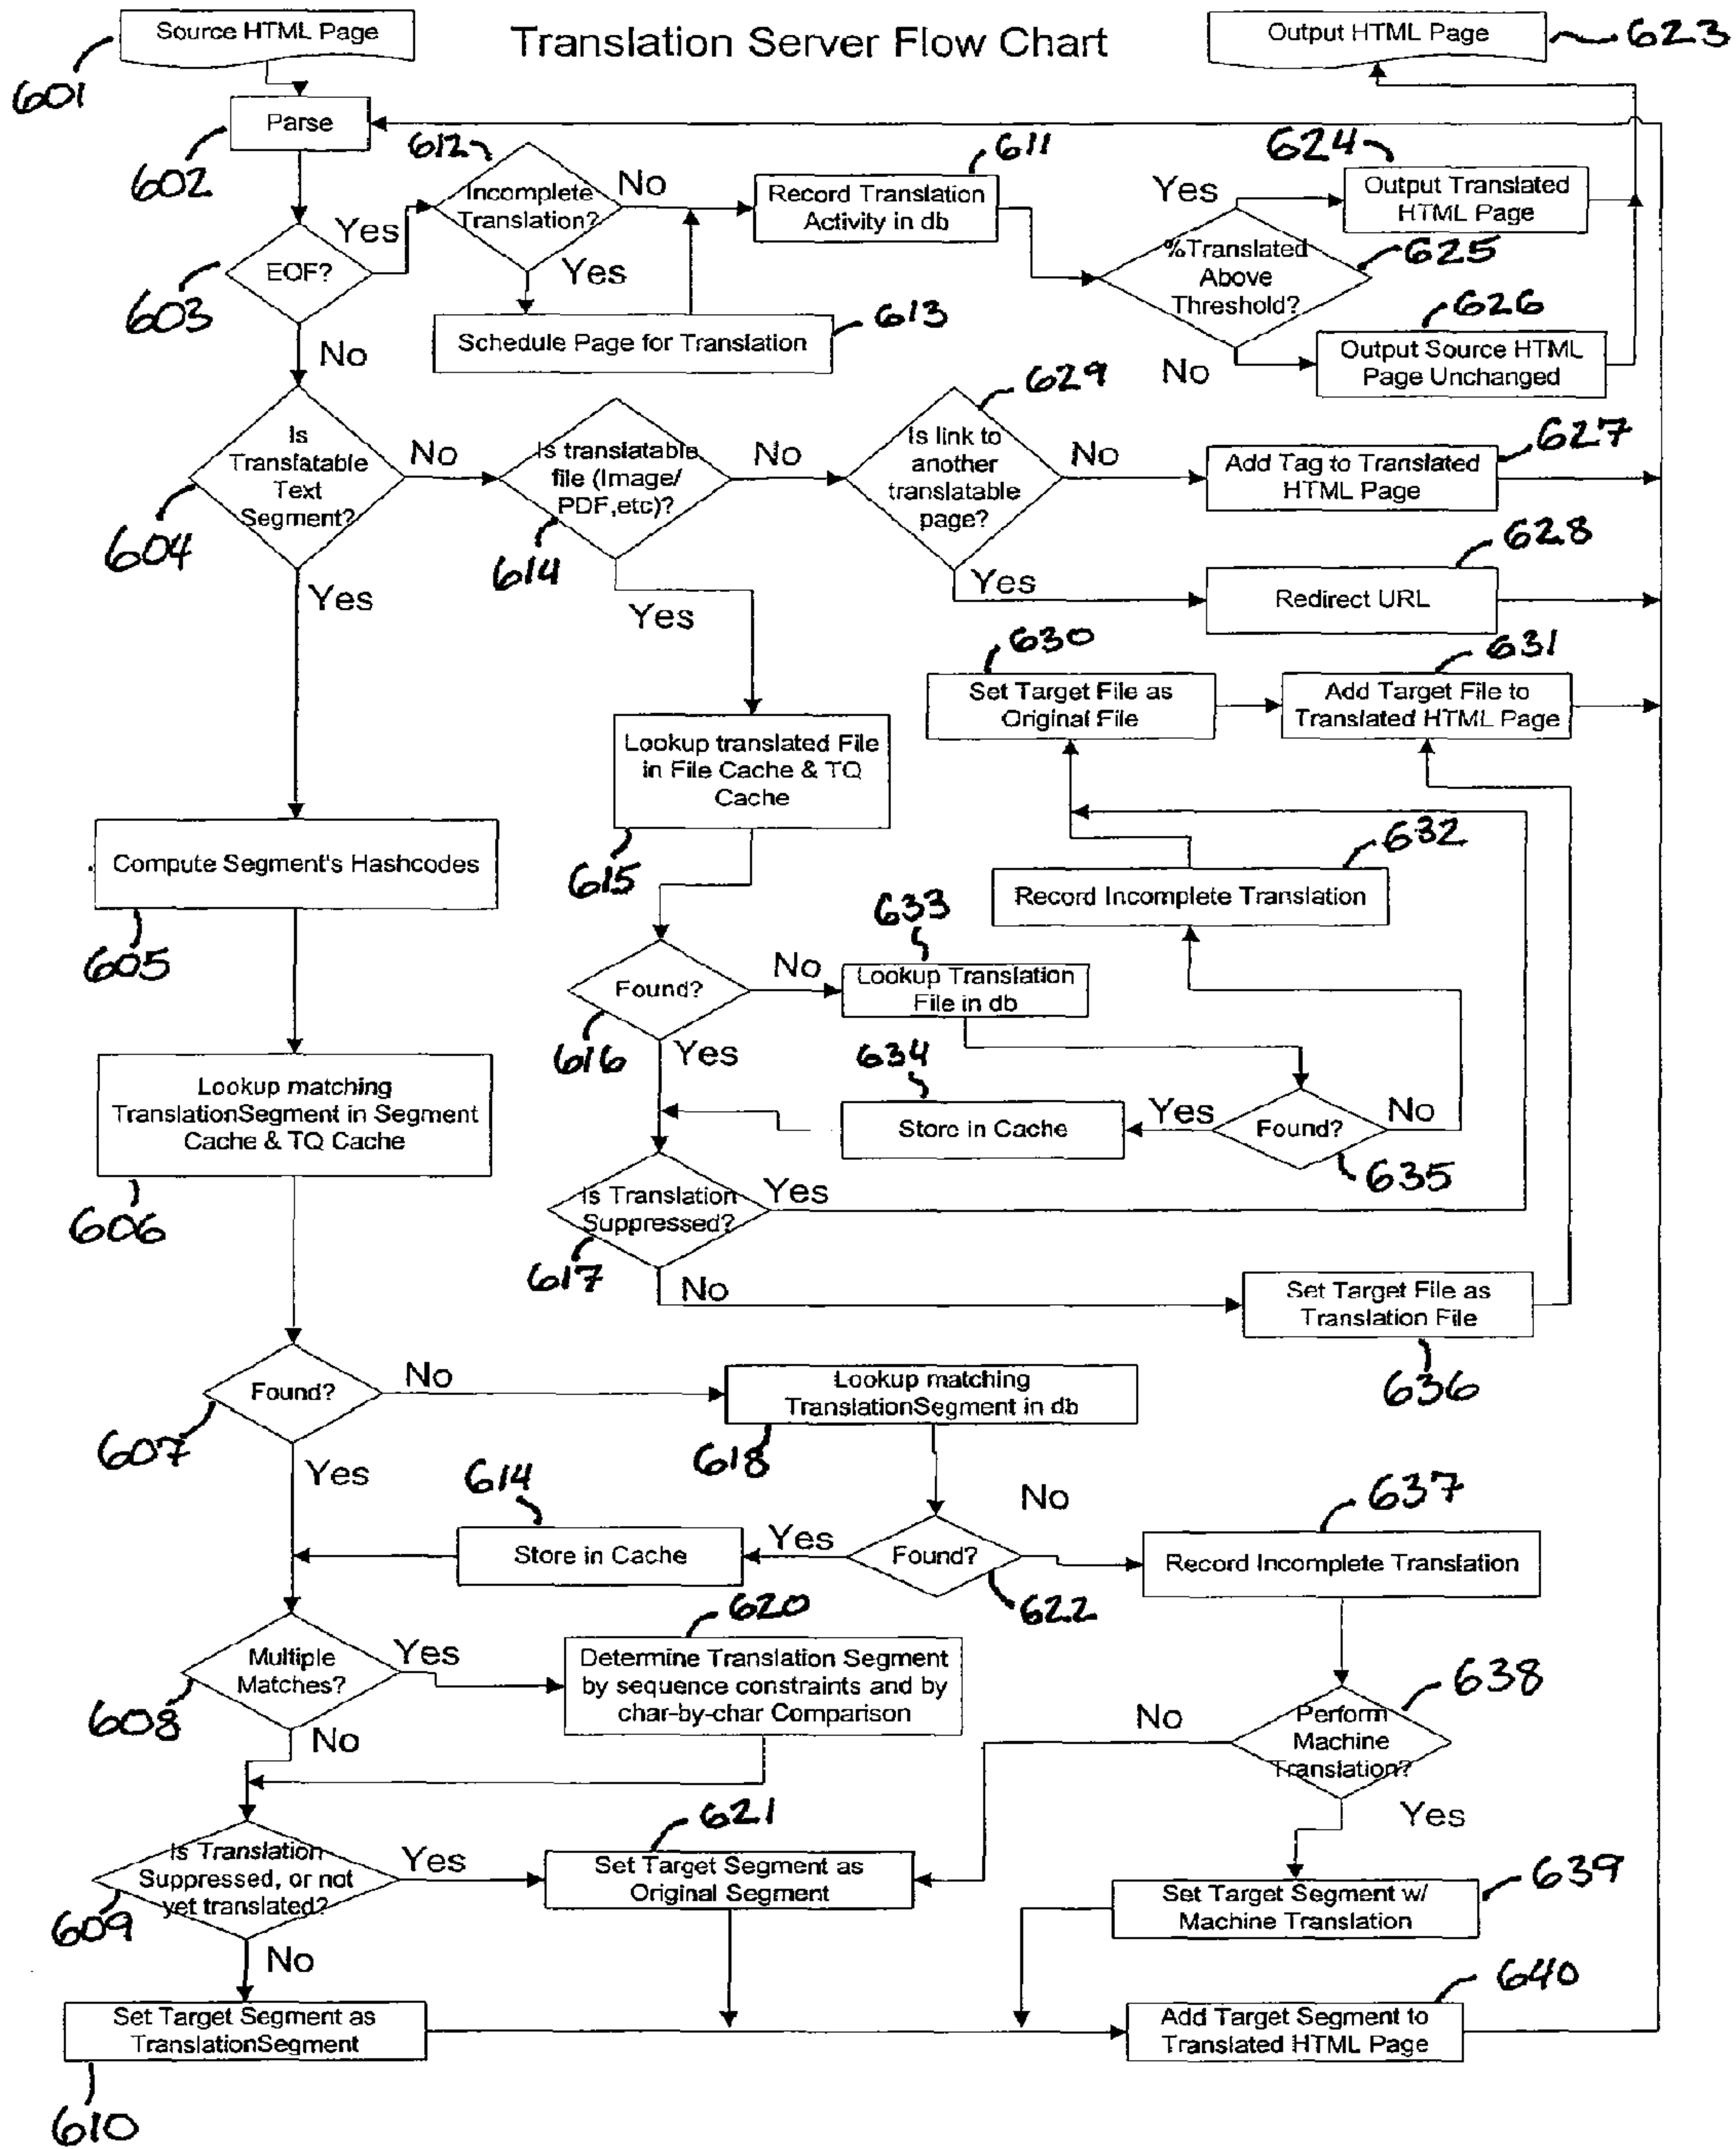 Translation Server Flow Chart
Source HTML Page
601
Output HTML Page
623
Parse
602
612
Incomplete
Translation?
No
Yes
611
Record Translation
Activity in db
624
Yes
Output Translated
HTML Page
EOF?
603
Yes
No
%Translated
Above
Threshold?
625
Schedule Page for Translation
613
626
No
Output Source HTML
Page Unchanged
Is
Translatable
Text
Segment?
604
No
Yes
Is translatable
file (Image/
PDF,etc)?
614
No
Yes
629
Is link to
another
translatable
page?
No
Yes
627
Add Tag to Translated
HTML Page
628
Redirect URL
630
Set Target File as
Original File
631
Add Target File to
Translated HTML Page
Lookup translated File
in File Cache & TQ
Cache
615
Compute Segment's Hashcodes
605
632
Record Incomplete Translation
633
Found?
616
No
Yes
Lookup Translation
File in db
634
Store in Cache
Yes
Found?
No
635
Lookup matching
TranslationSegment in Segment
Cache & TQ Cache
606
Is Translation
Suppressed?
617
Yes
No
Set Target File as
Translation File
636
Found?
607
No
Yes
Lookup matching
TranslationSegment in db
618
614
Store in Cache
Yes
Found?
No
622
637
Record Incomplete Translation
Multiple
Matches?
608
Yes
No
620
Determine Translation Segment
by sequence constraints and by
char-by-char Comparison
638
No
Perform
Machine
Translation?
Yes
Is Translation
Suppressed, or not
yet translated?
609
Yes
No
621
Set Target Segment as
Original Segment
639
Set Target Segment w/
Machine Translation
Set Target Segment as
TranslationSegment
610
640
Add Target Segment to
Translated HTML Page